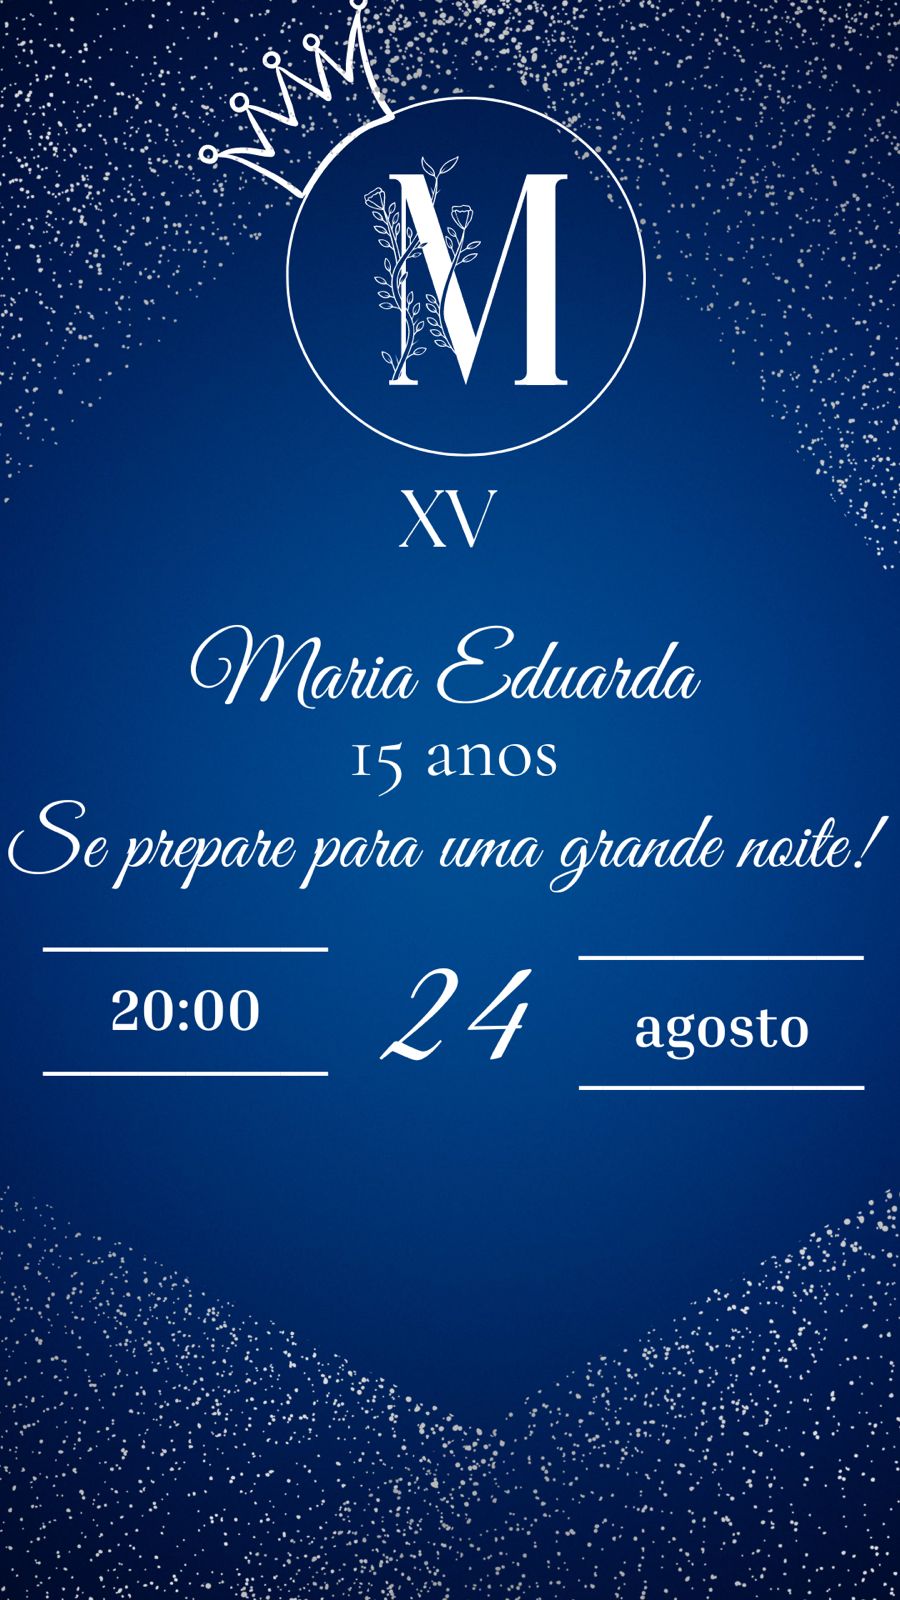 M
XV
Maria Eduarda
15 anos
Se prepare para uma grande noite!
20:00
24
agosto